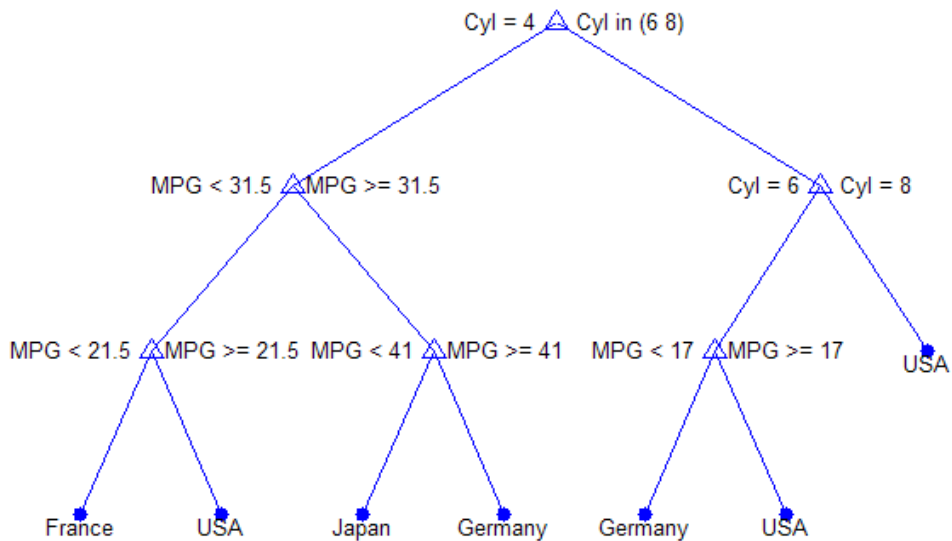 Cyl = 4 Cyl in (6 8)
MPG < 31.5 MPG >= 31.5 Cyl = 6 Cyl = 8
MPG < 21.5 MPG >= 21.5 MPG < 41 MPG >= 41 MPG < 17 MPG >= 17
USA
France USA Japan Germany Germany USA